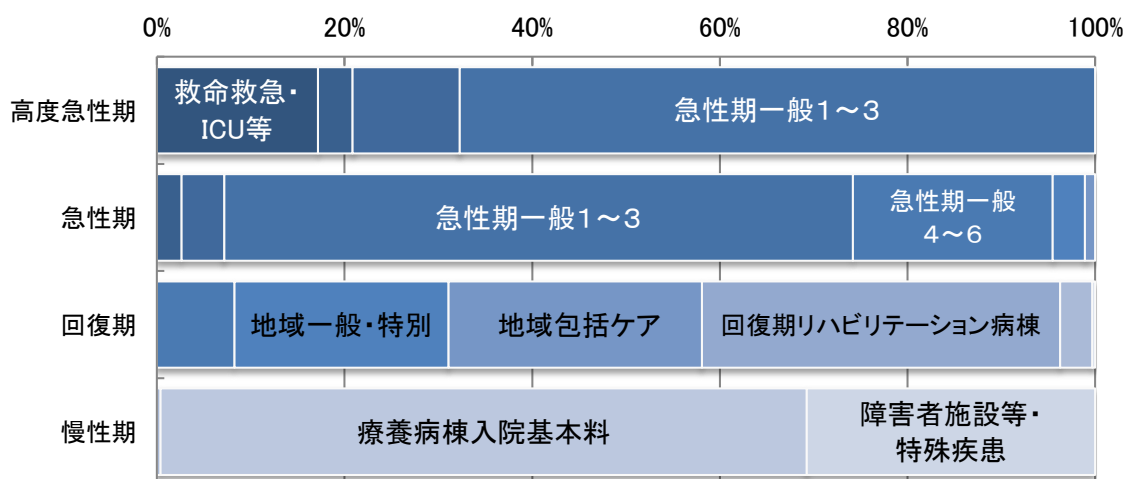 0% 20% 40% 60% 80% 100%
高度急性期
救命救急・
ICU等
急性期一般１～３
急性期
急性期一般１～３
急性期一般
４～６
回復期
地域一般・特別
地域包括ケア
回復期リハビリテーション病棟
慢性期
療養病棟入院基本料
障害者施設等・
特殊疾患